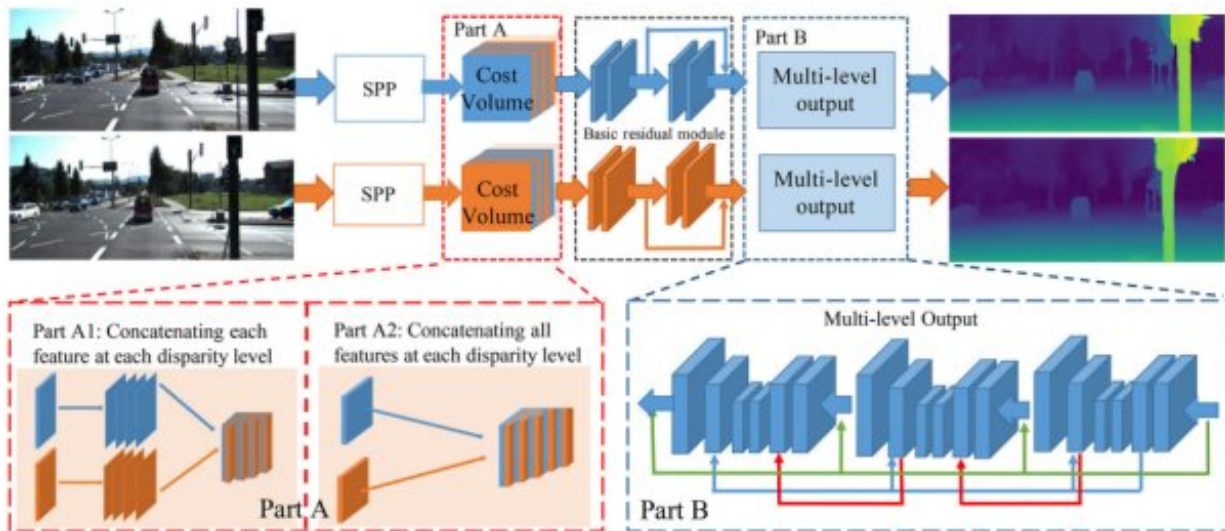 Part A
Part B
SPP
Cost
Volume
Multi-level
output
Basic residual module
SPP
Cost
Volume
Multi-level
output
Part A1: Concatenating each
feature at each disparity level
Part A2: Concatenating all
features at each disparity level
Part A
Multi-level Output
Part B